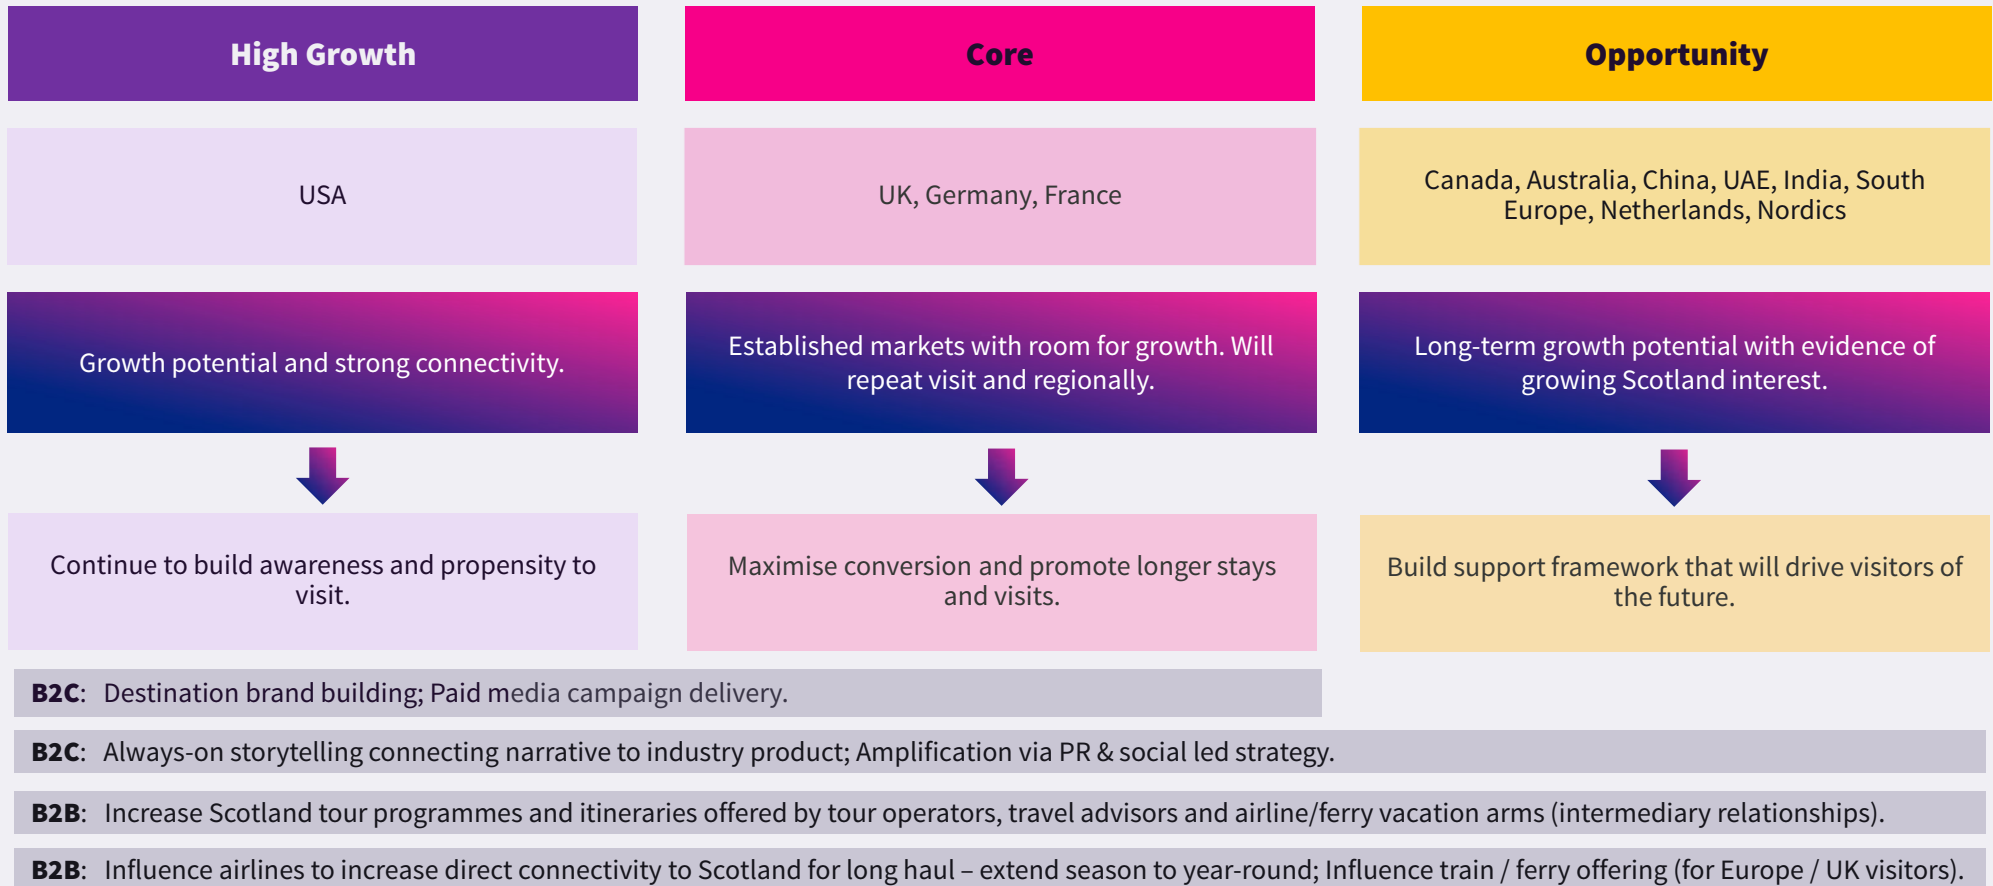 High Growth
Core
Opportunity
USA
UK, Germany, France
Canada, Australia, China, UAE, India, South
Europe, Netherlands, Nordics
Growth potential and strong connectivity.
Established markets with room for growth. Will
repeat visit and regionally.
Long-term growth potential with evidence of
growing Scotland interest.
Continue to build awareness and propensity to
visit.
Maximise conversion and promote longer stays
and visits.
Build support framework that will drive visitors of
the future.
B2C: Destination brand building; Paid media campaign delivery.
B2C: Always-on storytelling connecting narrative to industry product; Amplification via PR & social led strategy.
B2B: Increase Scotland tour programmes and itineraries offered by tour operators, travel advisors and airline/ferry vacation arms (intermediary relationships).
B2B: Influence airlines to increase direct connectivity to Scotland for long haul – extend season to year-round; Influence train / ferry offering (for Europe / UK visitors).